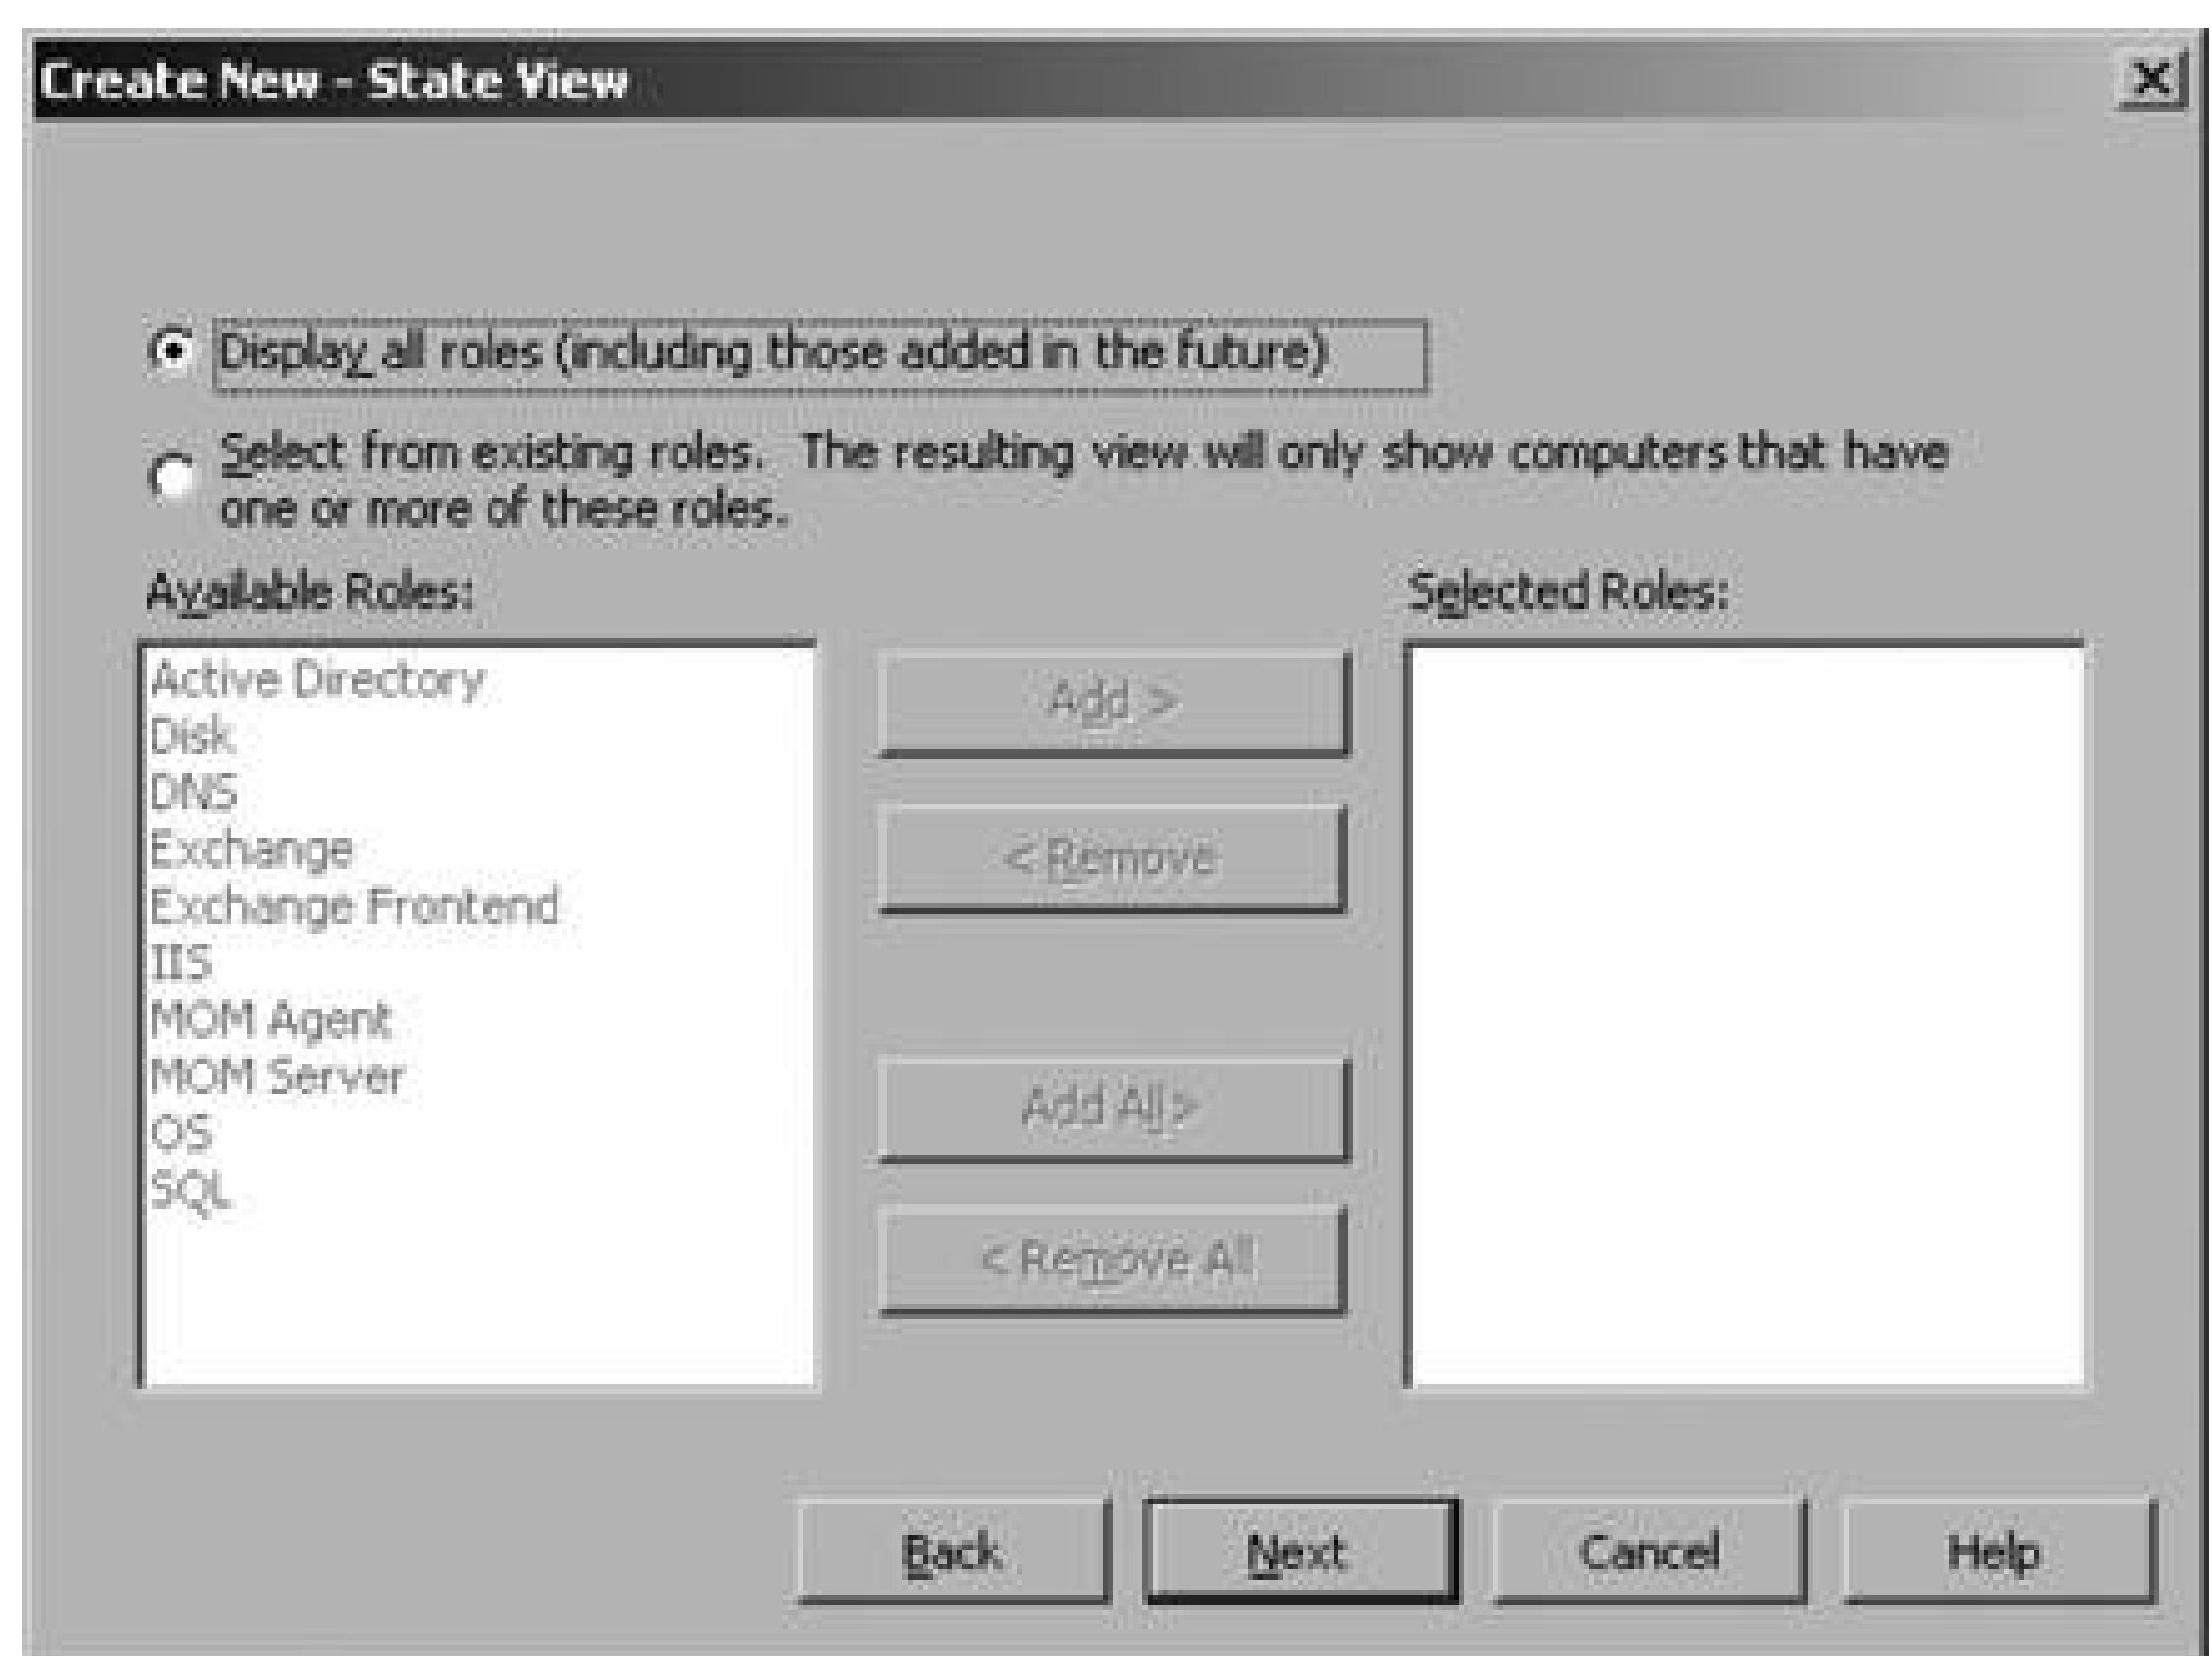 Create New - State View
Display all roles (including those added in the future)
Select from existing roles.  The resulting view will only show computers that have
one or more of these roles.
Available Roles:
Selected Roles:
Active Directory
Disk
DNS
Exchange
Exchange Frontend
IIS
MOM Agent
MOM Server
OS
SQL
Add >
< Remove
Add All>
< Remove All
Back
Next
Cancel
Help